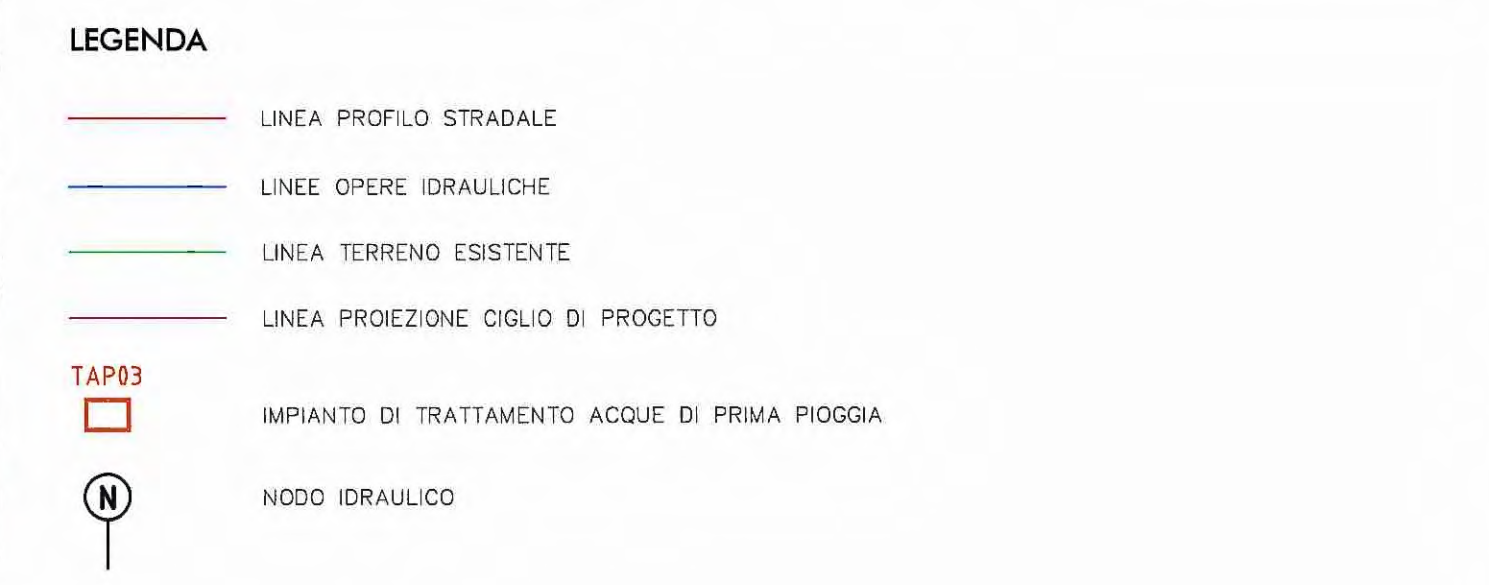 LEGENDA
LINEA PROFILO STRADALE
LINEE OPERE IDRAULICHE
LINEA TERRENO ESISTENTE
LINEA PROIEZIONE CIGLIO DI PROGETTO
TAP03
IMPIANTO DI TRATTAMENTO ACQUE DI PRIMA PIOGGIA
N
NODO IDRAULICO